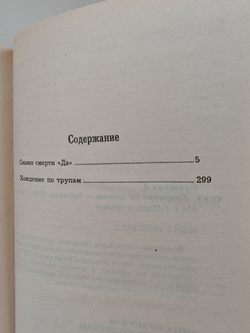 Содержание
Скажи смерти «Да» 5
Хождение по трупам 299